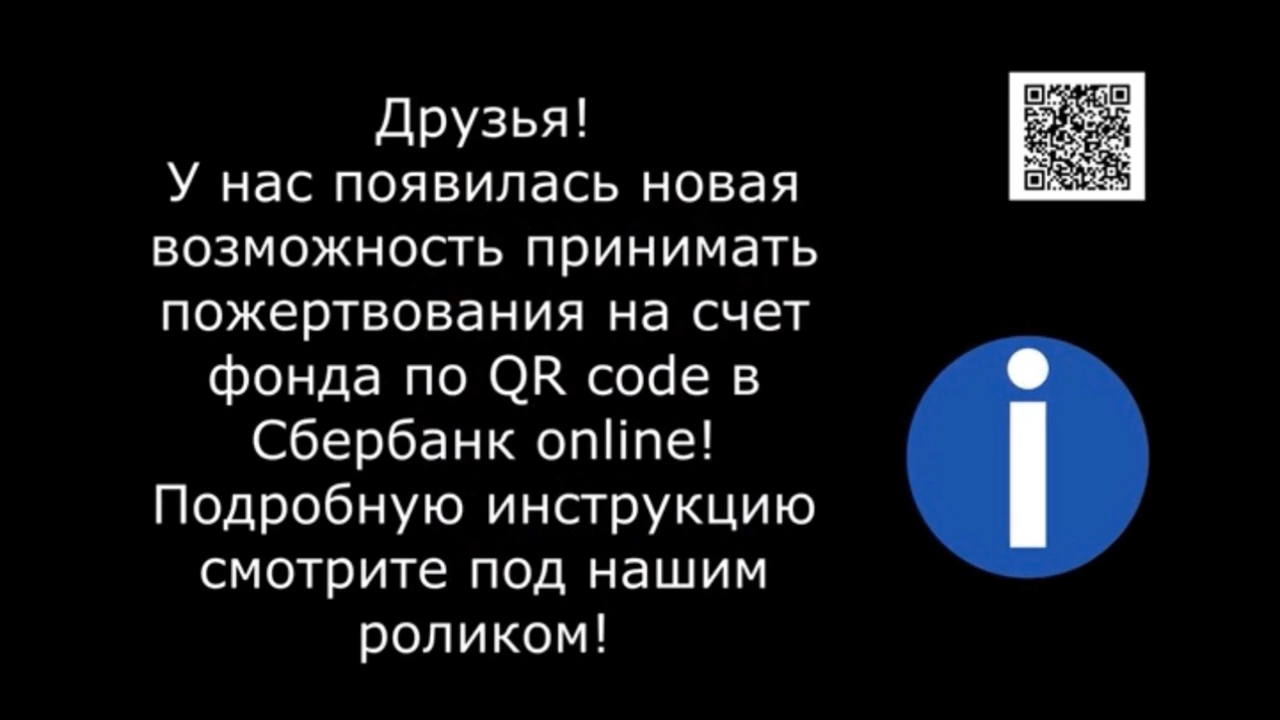 Друзья!
У нас появилась новая
возможность принимать
пожертвования на счет
фонда по QR code в
Сбербанк online!
Подробную инструкцию
смотрите под нашим
роликом!